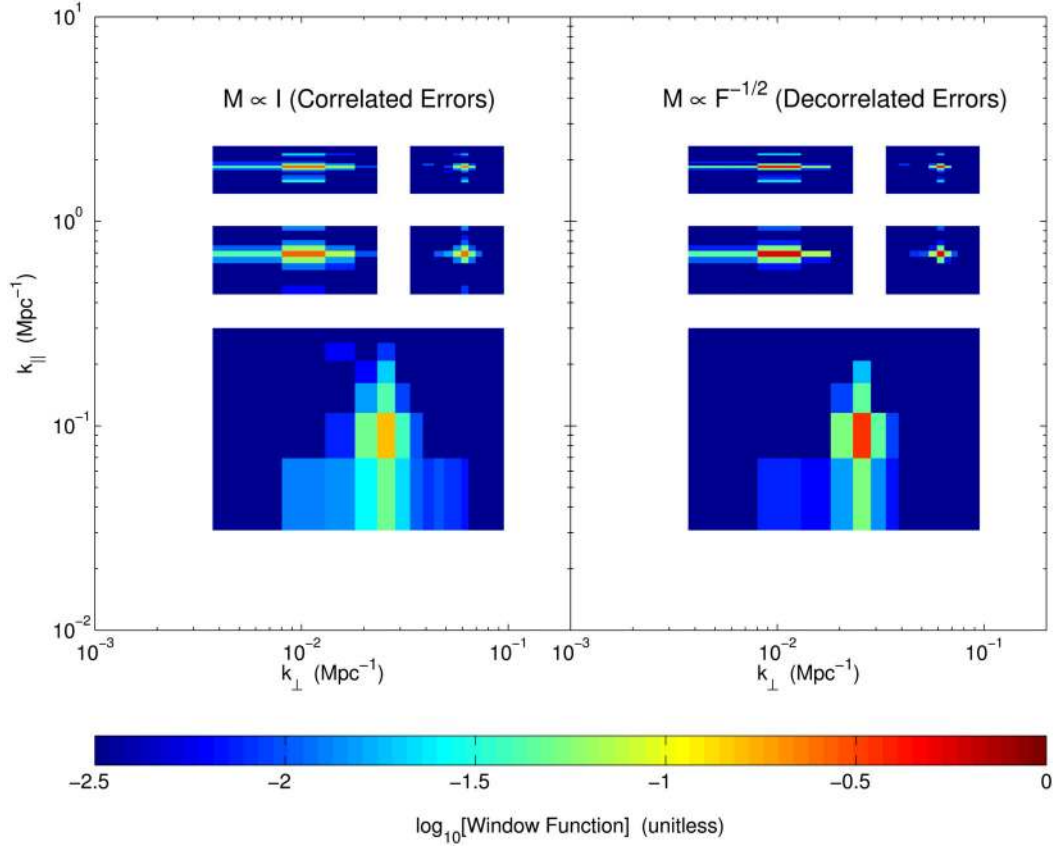 M ∝ I (Correlated Errors)
M ∝ F^{-1/2} (Decorrelated Errors)
10^1
10^0
10^{-1}
10^{-2}
k_{||} (Mpc^{-1})
10^{-3} 10^{-2} 10^{-1} 10^{-3} 10^{-2} 10^{-1}
k_⊥ (Mpc^{-1}) k_⊥ (Mpc^{-1})
−2.5 −2 −1.5 −1 −0.5 0
log_{10}[Window Function] (unitless)